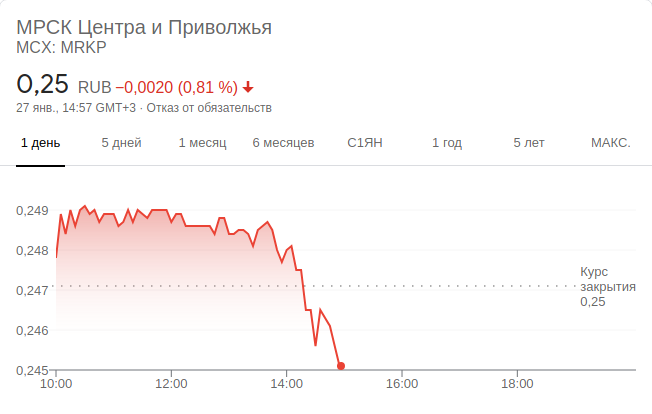 МРСК Центра и Приволжья
MCX: MRKP
0,25 RUB −0,0020 (0,81 %)
27 янв., 14:57 GMT+3 · Отказ от обязательств
1 день 5 дней 1 месяц 6 месяцев С1ЯН 1 год 5 лет МАКС.
0,249
0,248
0,247
0,246
0,245
Курс
закрытия
0,25
10:00 12:00 14:00 16:00 18:00